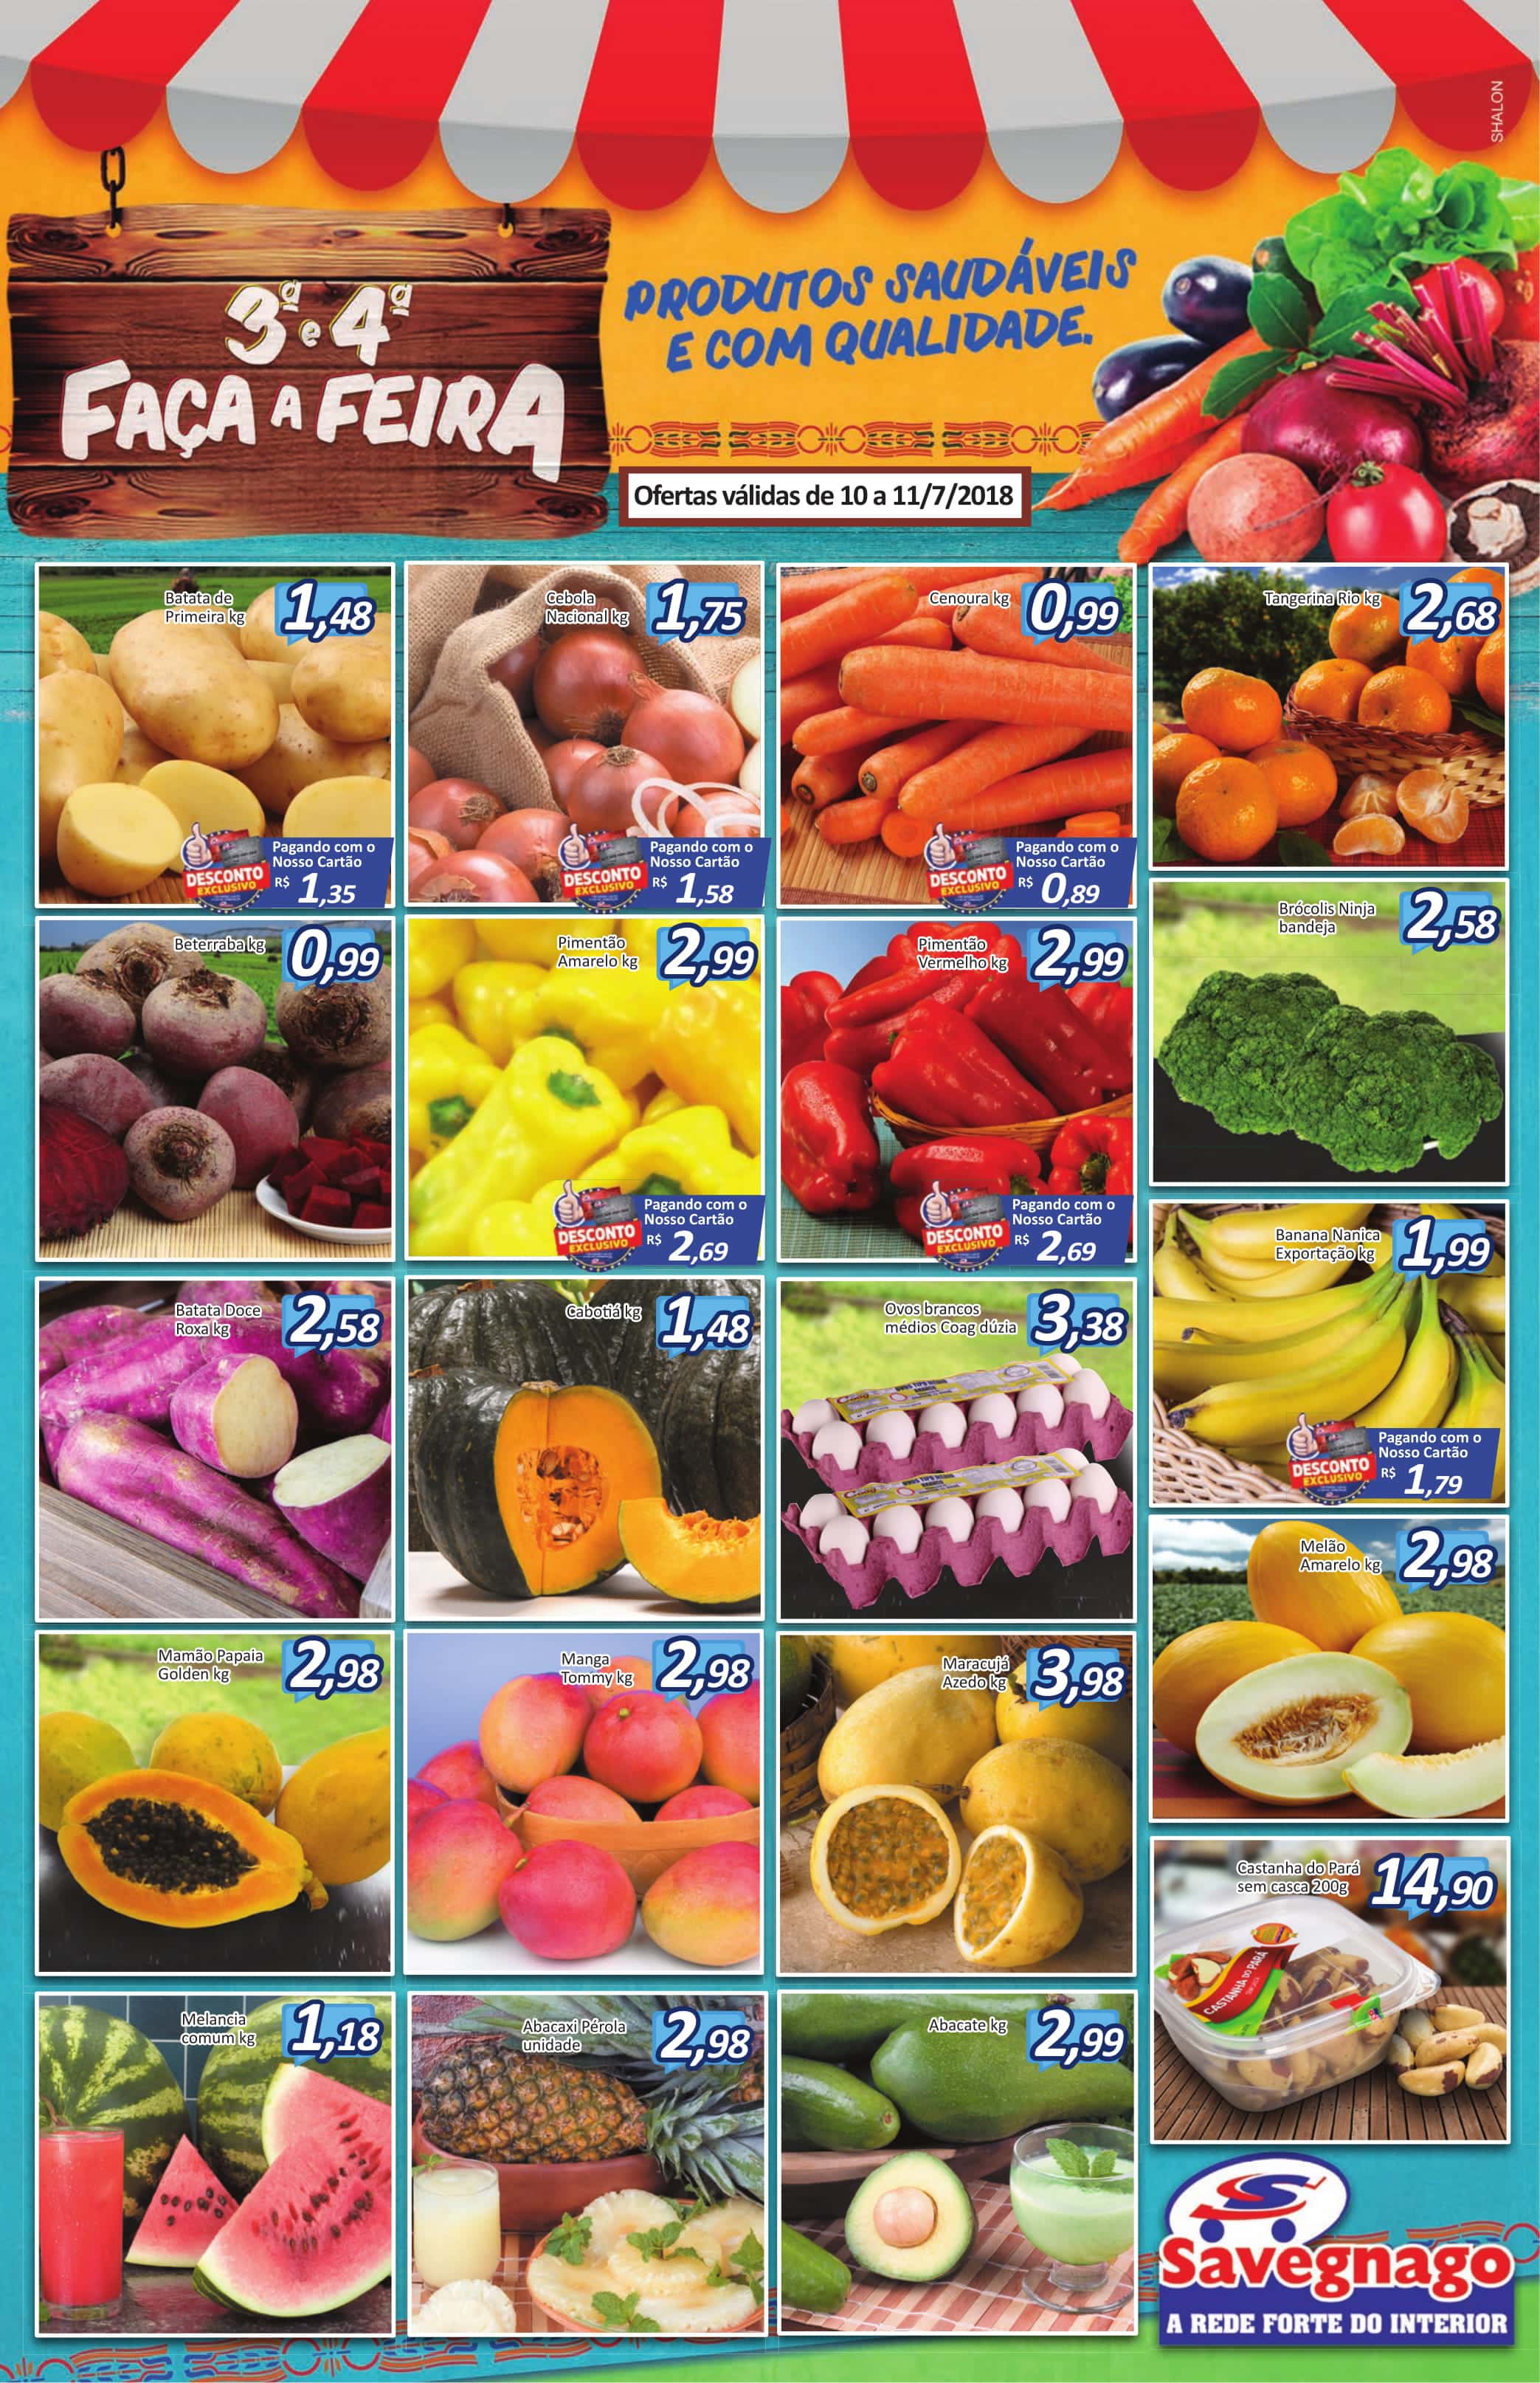 SHALON
3ª e 4ª
FAÇA A FEIRA
PRODUTOS SAUDÁVEIS
E COM QUALIDADE.
Ofertas válidas de 10 a 11/7/2018
Batata de
Primeira kg
1,48
DESCONTO
EXCLUSIVO
Pagando com o
Nosso Cartão
R$ 1,35
Cebola
Nacional kg
1,75
DESCONTO
EXCLUSIVO
Pagando com o
Nosso Cartão
R$ 1,58
Cenoura kg
0,99
DESCONTO
EXCLUSIVO
Pagando com o
Nosso Cartão
R$ 0,89
Tangerina Rio kg
2,68
Beterraba kg
0,99
Pimentão
Amarelo kg
2,99
DESCONTO
EXCLUSIVO
Pagando com o
Nosso Cartão
R$ 2,69
Pimentão
Vermelho kg
2,99
DESCONTO
EXCLUSIVO
Pagando com o
Nosso Cartão
R$ 2,69
Brócolis Ninja
bandeja
2,58
Batata Doce
Roxa kg
2,58
Cabotiá kg
1,48
Ovos brancos
médios Coag dúzia
3,38
Banana Nanica
Exportação kg
1,99
DESCONTO
EXCLUSIVO
Pagando com o
Nosso Cartão
R$ 1,79
Mamão Papaia
Golden kg
2,98
Manga
Tommy kg
2,98
Maracujá
Azedo kg
3,98
Melão
Amarelo kg
2,98
Melancia
comum kg
1,18
Abacaxi Pérola
unidade
2,98
Abacate kg
2,99
Castanha do Pará
sem casca 200g
14,90
CASTANHA DO PARÁ
Savegnago
A REDE FORTE DO INTERIOR